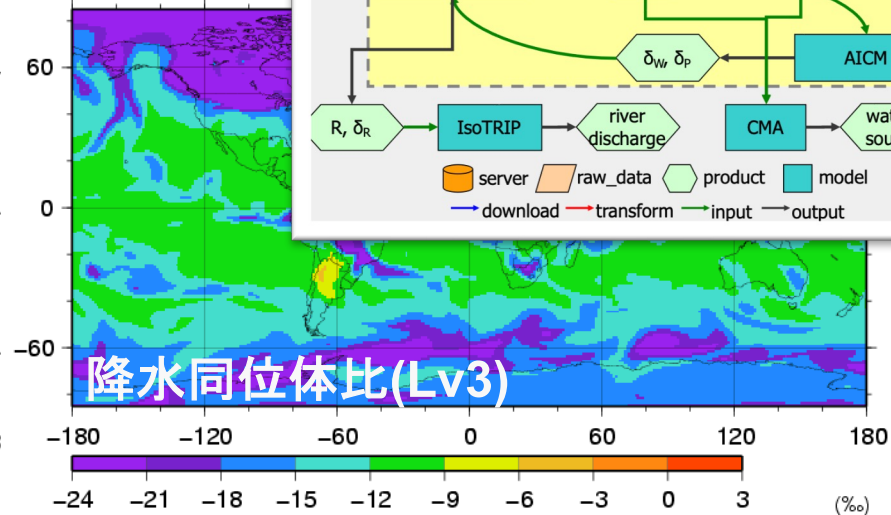 δW, δP
AICM
R, δR
IsoTRIP
river
discharge
CMA
server
raw_data
product
model
download
transform
input
output
60
0
−60
降水同位体比(Lv3)
−180
−120
−60
0
60
120
180
−24
−21
−18
−15
−12
−9
−6
−3
0
3
(‰)